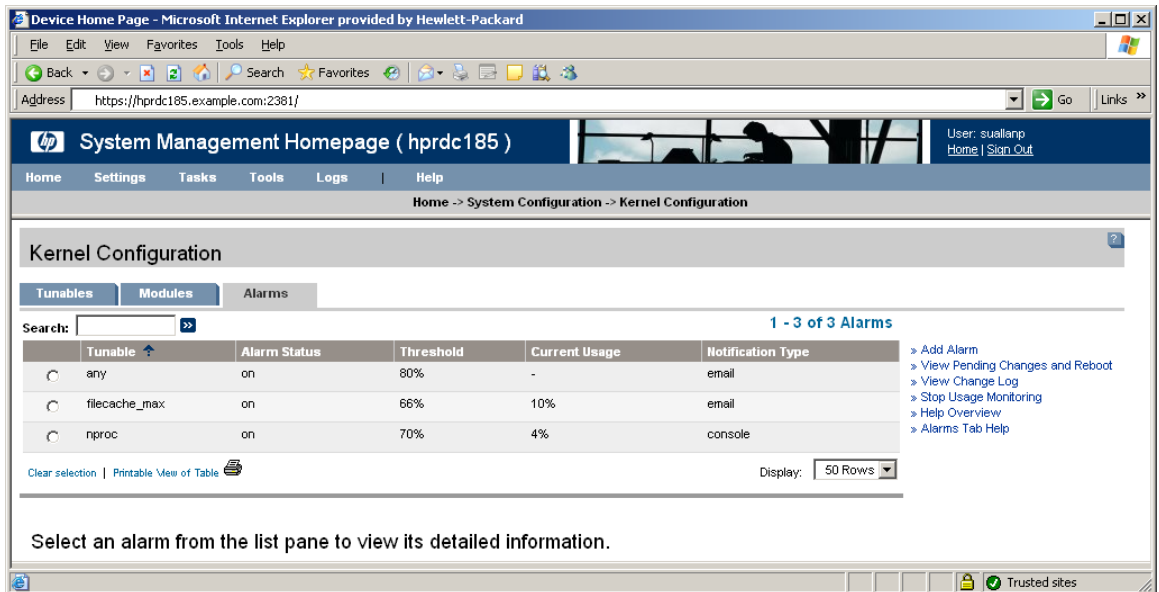 Device Home Page - Microsoft Internet Explorer provided by Hewlett-Packard
File Edit View Favorites Tools Help
Back Search Favorites
Address https://hprdc185.example.com:2381/ Go Links »
hp System Management Homepage ( hprdc185 ) User: suallanp
Home | Sign Out
Home Settings Tasks Tools Logs | Help
Home -> System Configuration -> Kernel Configuration
Kernel Configuration ?
Tunables Modules Alarms
Search: » 1 - 3 of 3 Alarms
Tunable Alarm Status Threshold Current Usage Notification Type
any on 80% - email
filecache_max on 66% 10% email
nproc on 70% 4% console
» Add Alarm
» View Pending Changes and Reboot
» View Change Log
» Stop Usage Monitoring
» Help Overview
» Alarms Tab Help
Clear selection | Printable View of Table Display: 50 Rows
Select an alarm from the list pane to view its detailed information.
Trusted sites